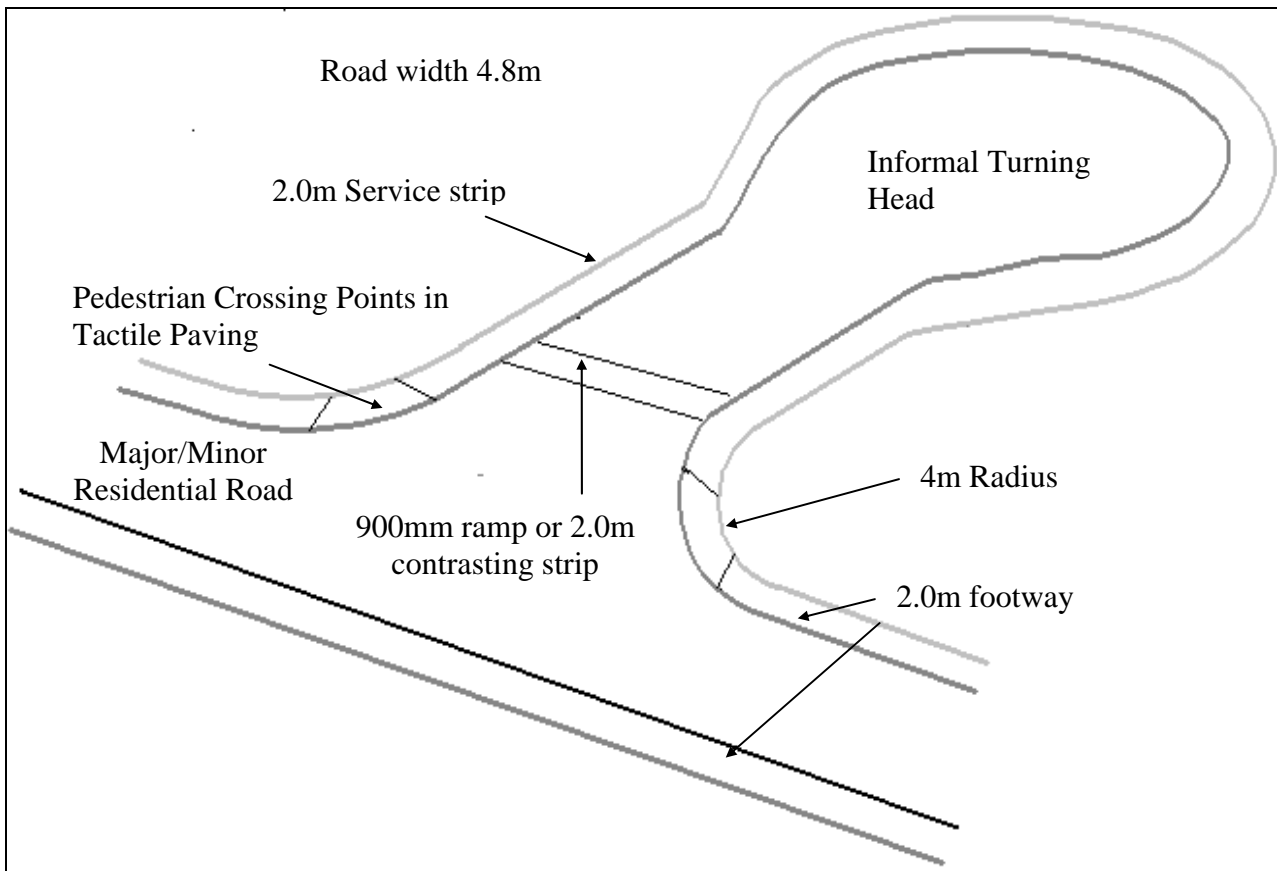 Road width 4.8m
2.0m Service strip
Informal Turning
Head
Pedestrian Crossing Points in
Tactile Paving
Major/Minor
Residential Road
4m Radius
900mm ramp or 2.0m
contrasting strip
2.0m footway